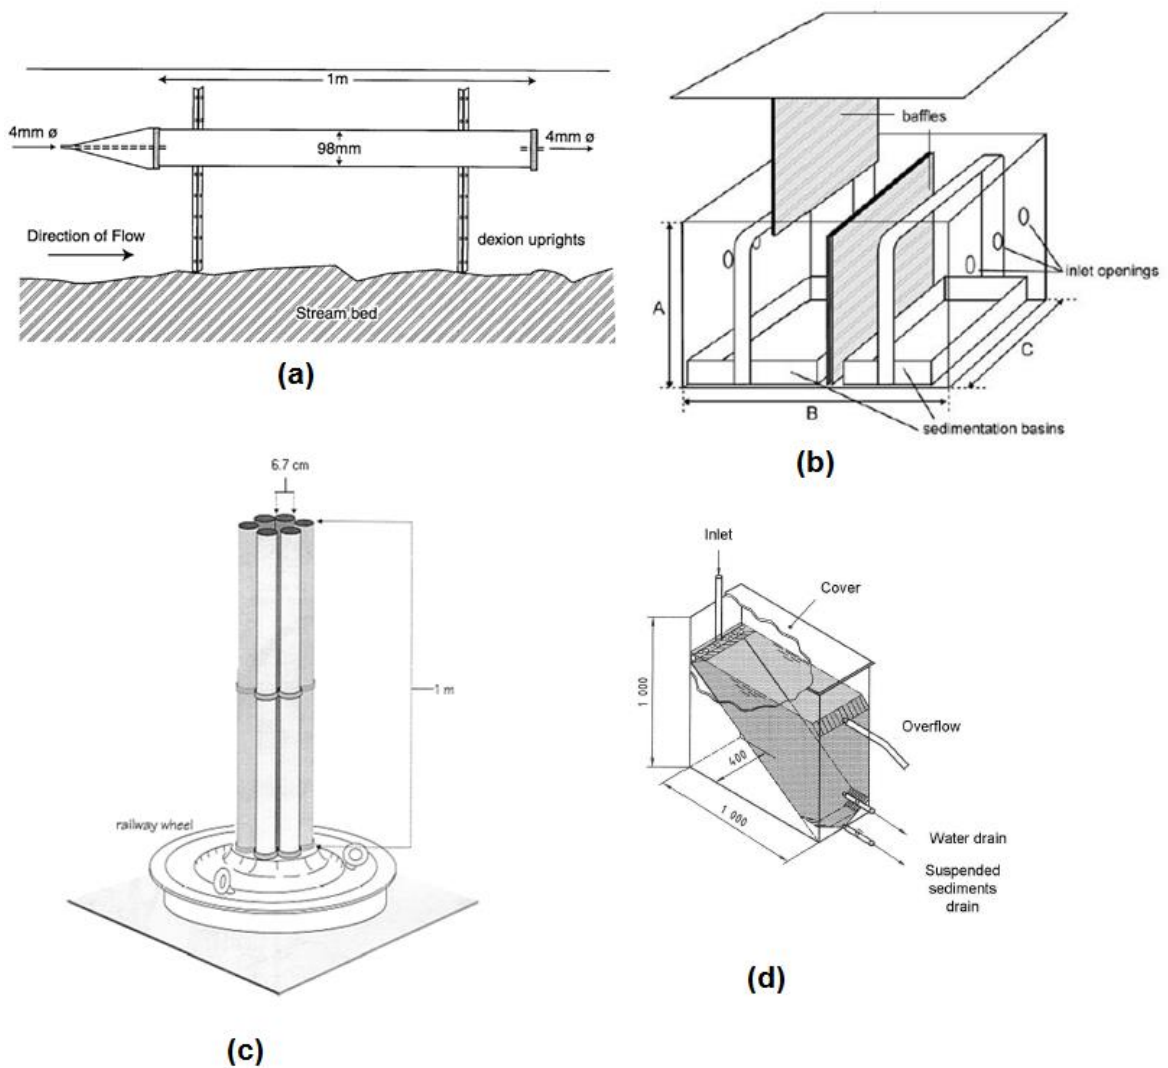 1m
4mm ø
98mm
4mm ø
Direction of Flow
dexion uprights
Stream bed
(a)
baffles
inlet openings
A
C
B
sedimentation basins
(b)
6.7 cm
1 m
railway wheel
(c)
Inlet
Cover
1 000
Overflow
400
1 000
Water drain
Suspended
sediments
drain
(d)